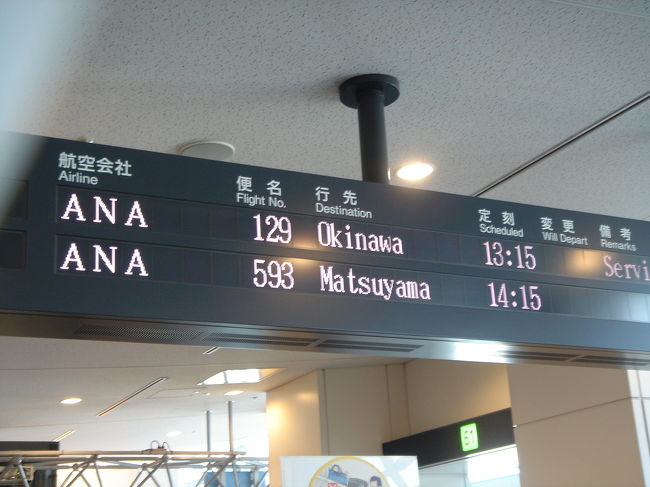 航空会社 便名 行先 定刻 変更 備考
Airline Flight No. Destination Scheduled Will Depart Remarks
ANA 129 Okinawa 13:15 Servi
ANA 593 Matsuyama 14:15
61